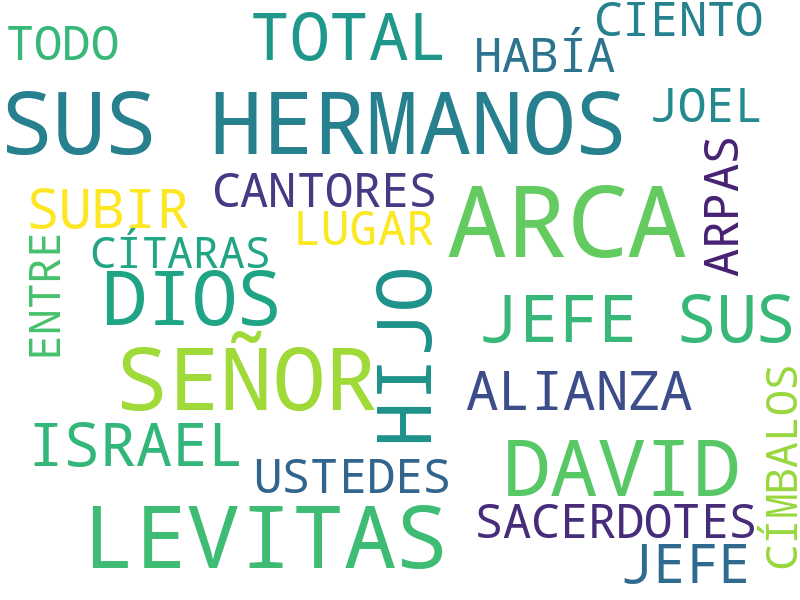 CIENTO
TODO
TOTAL
HABÍA
SUS HERMANOS
JOEL
ARPAS
CANTORES
SUBIR
LUGAR
ARCA
CÍTARAS
ENTRE
DIOS
HIJO
JEFE SUS
SEÑOR
ALIANZA
CÍMBALOS
ISRAEL
USTEDES
DAVID
LEVITAS
SACERDOTES
JEFE